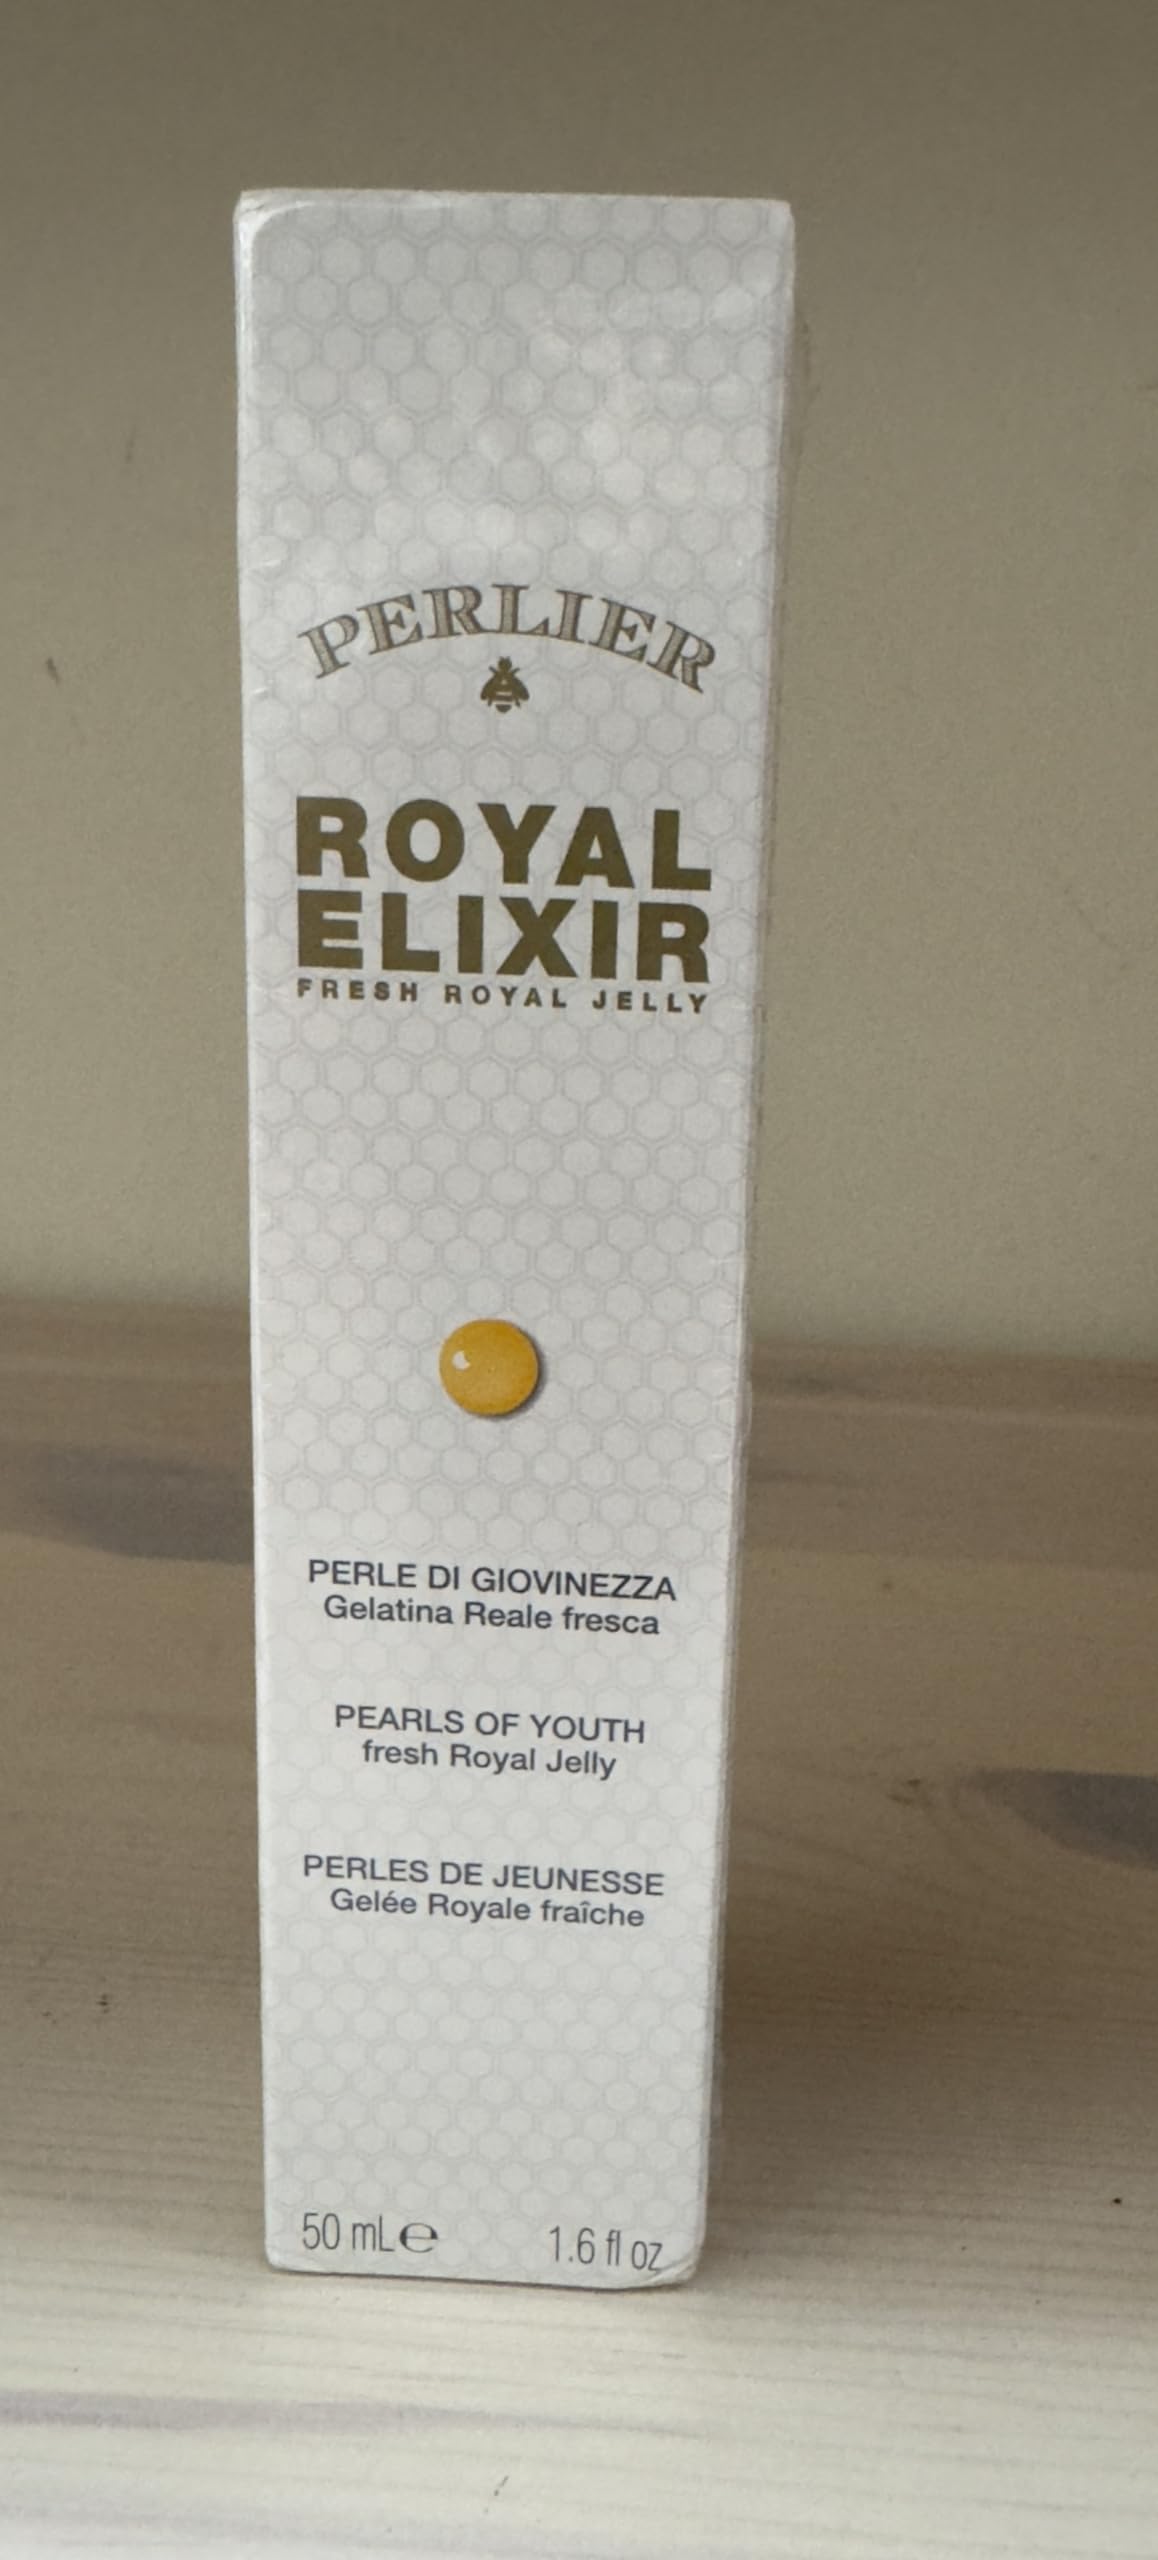 PERLIER
ROYAL
ELIXIR
FRESH ROYAL JELLY
PERLE DI GIOVINEZZA
Gelatina Reale fresca
PEARLS OF YOUTH
fresh Royal Jelly
PERLES DE JEUNESSE
Gelée Royale fraîche
50 mL ℮ 1.6 fl oz